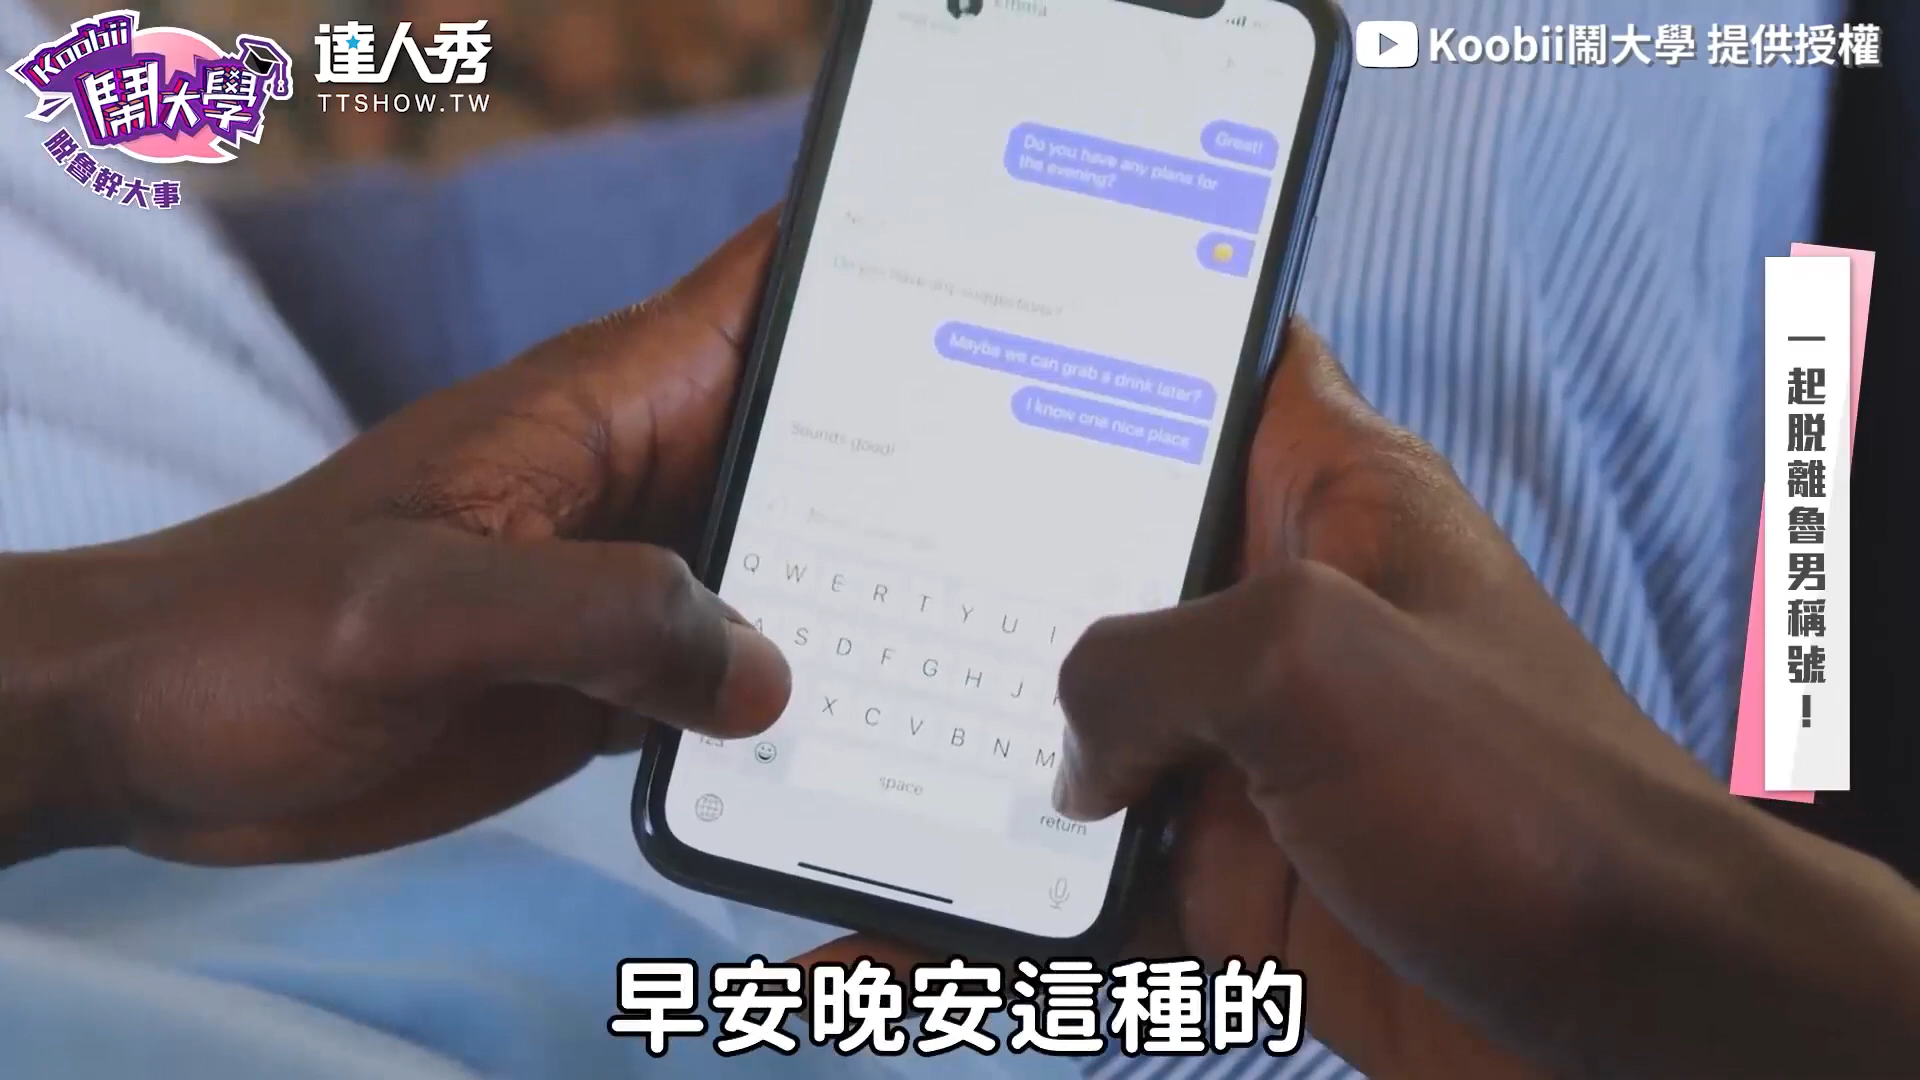 Koobii
鬧大學
脫魯幹大事
達人秀
TTSHOW.TW
Koobii鬧大學 提供授權
Great!
Do you have any plans for
the evening?
Do you have any suggestions?
Maybe we can grab a drink later?
I know one nice place
Sounds good!
Q W E R T Y U I
A S D F G H J
X C V B N M
123
space
return
一起脫離魯男稱號!
早安晚安這種的